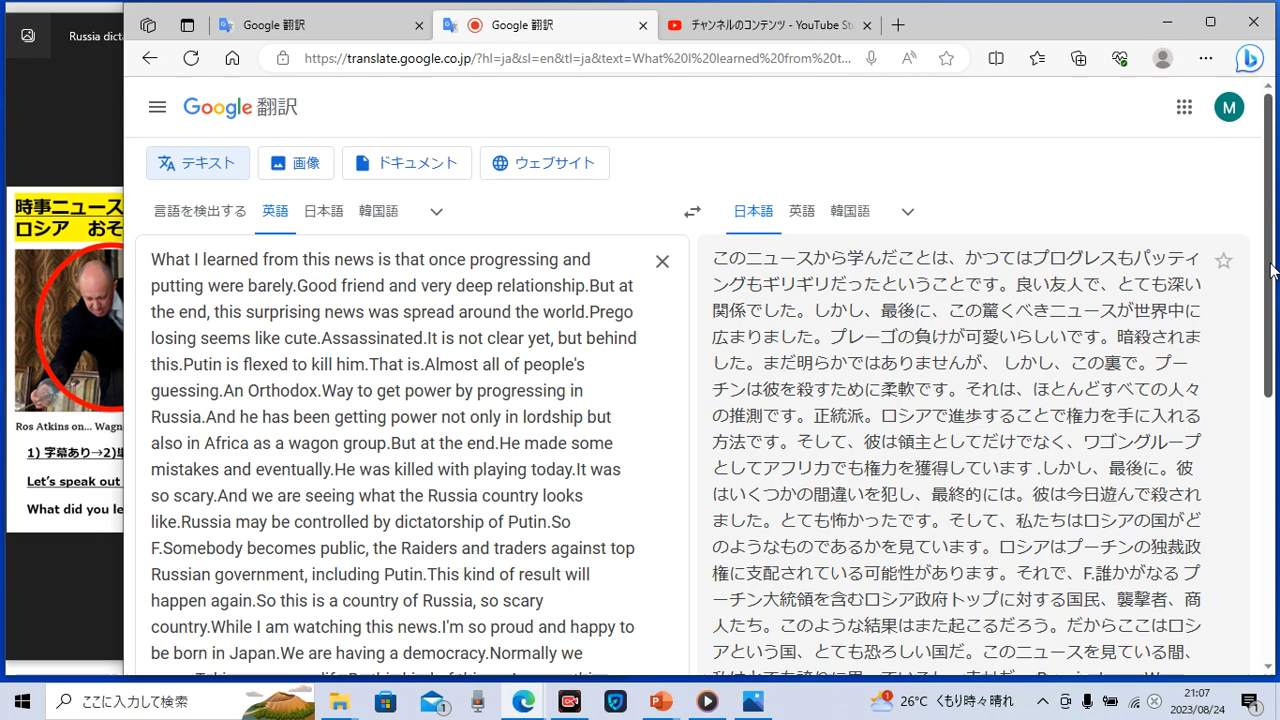 Russia dict
Google 翻訳
Google 翻訳
チャンネルのコンテンツ - YouTube St
https://translate.google.co.jp/?hl=ja&sl=en&tl=ja&text=What%20I%20learned%20from%20t...
Google 翻訳
M
テキスト
画像
ドキュメント
ウェブサイト
言語を検出する 英語 日本語 韓国語
日本語 英語 韓国語
What I learned from this news is that once progressing and
putting were barely.Good friend and very deep relationship.But at
the end, this surprising news was spread around the world.Prego
losing seems like cute.Assassinated.It is not clear yet, but behind
this.Putin is flexed to kill him.That is.Almost all of people's
guessing.An Orthodox.Way to get power by progressing in
Russia.And he has been getting power not only in lordship but
also in Africa as a wagon group.But at the end.He made some
mistakes and eventually.He was killed with playing today.It was
so scary.And we are seeing what the Russia country looks
like.Russia may be controlled by dictatorship of Putin.So
F.Somebody becomes public, the Raiders and traders against top
Russian government, including Putin.This kind of result will
happen again.So this is a country of Russia, so scary
country.While I am watching this news.I'm so proud and happy to
be born in Japan.We are having a democracy.Normally we
このニュースから学んだことは、かつてはプログレスもパッティ
ングもギリギリだったということです。良い友人で、とても深い
関係でした。しかし、最後に、この驚くべきニュースが世界中に
広まりました。プレーゴの負けが可愛いらしいです。暗殺されま
した。まだ明らかではありませんが、 しかし、この裏で。プー
チンは彼を殺すために柔軟です。それは、ほとんどすべての人々
の推測です。正統派。ロシアで進歩することで権力を手に入れる
方法です。そして、彼は領主としてだけでなく、ワゴングループ
としてアフリカでも権力を獲得しています .しかし、最後に。彼
はいくつかの間違いを犯し、最終的には。彼は今日遊んで殺され
ました。とても怖かったです。そして、私たちはロシアの国がど
のようなものであるかを見ています。ロシアはプーチンの独裁政
権に支配されている可能性があります。それで、F.誰かがなる プ
ーチン大統領を含むロシア政府トップに対する国民、襲撃者、商
人たち。このような結果はまた起こるだろう。だからここはロシ
アという国、とても恐ろしい国だ。このニュースを見ている間、
時事ニュース
ロシア おそ
Ros Atkins on... Wagn
1) 字幕あり→2)
Let's speak out
What did you le
ここに入力して検索
1
26°C くもり時々晴れ
21:07
2023/08/24
1